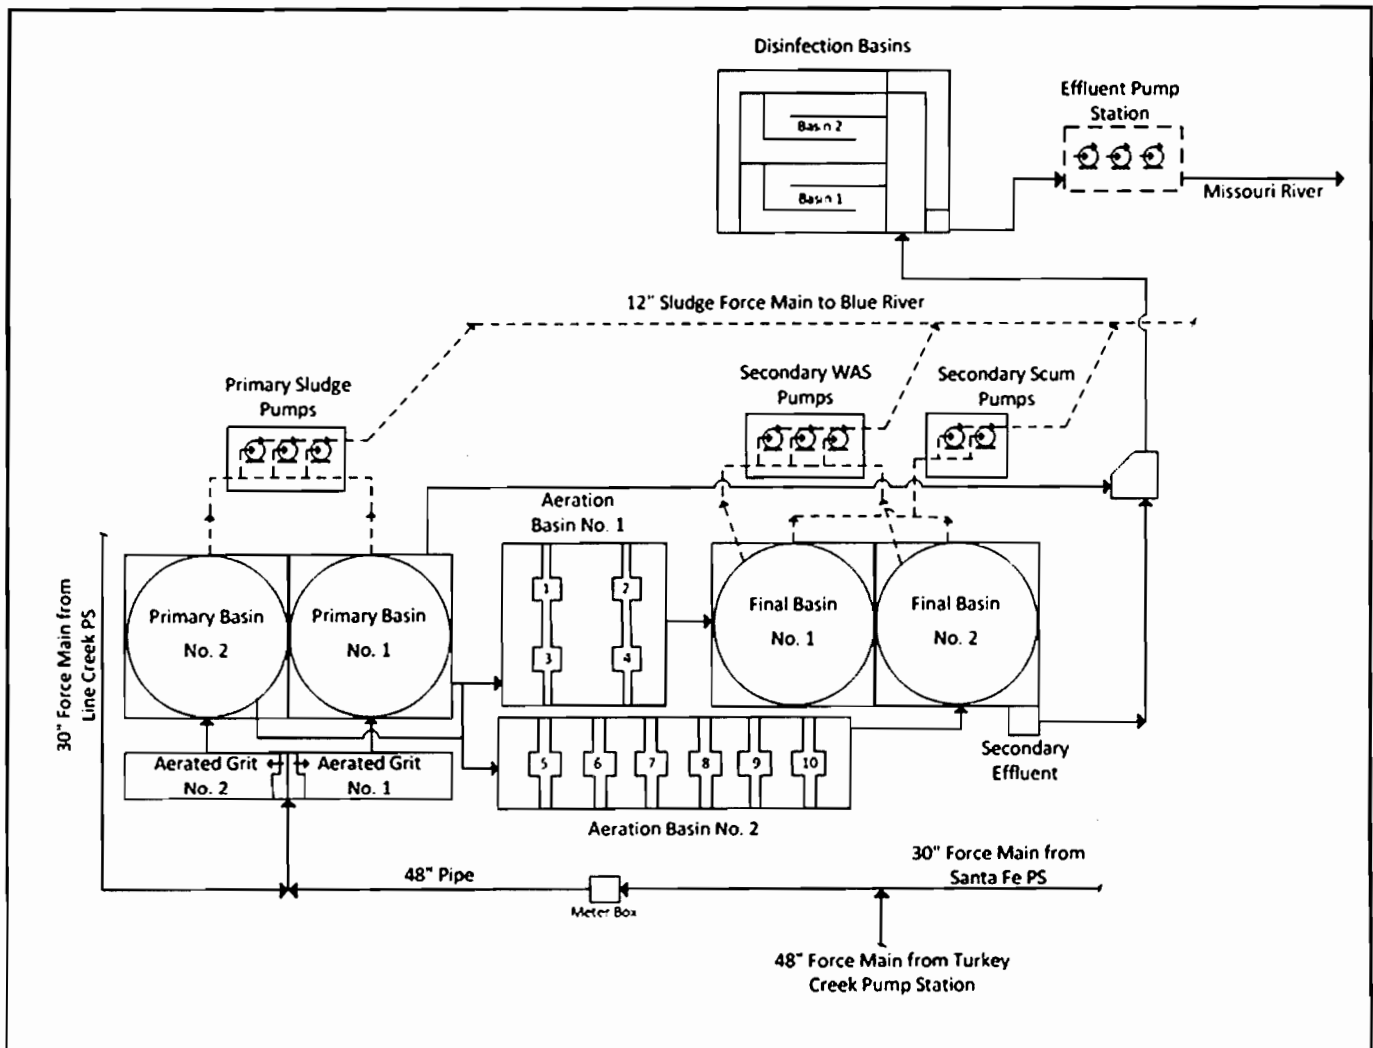 Disinfection Basins
Effluent Pump
Station
Basin 2
Basin 1
Missouri River
12" Sludge Force Main to Blue River
Primary Sludge
Pumps
Secondary WAS
Pumps
Secondary Scum
Pumps
Aeration
Basin No. 1
30" Force Main from
Line Creek PS
Primary Basin
No. 2
Primary Basin
No. 1
1
2
3
4
Final Basin
No. 1
Final Basin
No. 2
Aerated Grit
No. 2
Aerated Grit
No. 1
5
6
7
8
9
10
Secondary
Effluent
Aeration Basin No. 2
48" Pipe
Meter Box
30" Force Main from
Santa Fe PS
48" Force Main from Turkey
Creek Pump Station